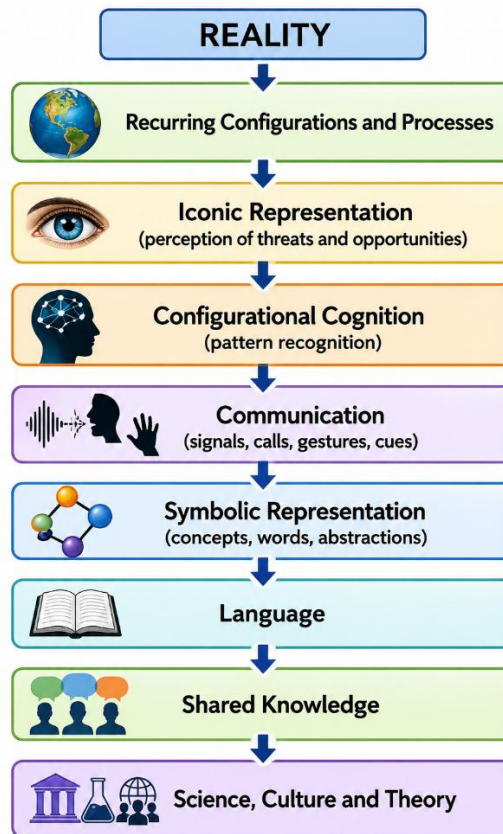 REALITY
Recurring Configurations and Processes
Iconic Representation
(perception of threats and opportunities)
Configurational Cognition
(pattern recognition)
Communication
(signals, calls, gestures, cues)
Symbolic Representation
(concepts, words, abstractions)
Language
Shared Knowledge
Science, Culture and Theory